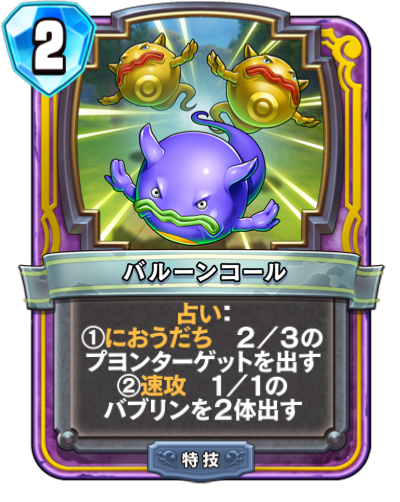 2
バルーンコール
占い：
①におうだち　2／3の
プヨンターゲットを出す
②速攻　1／1の
バブリンを2体出す
特技